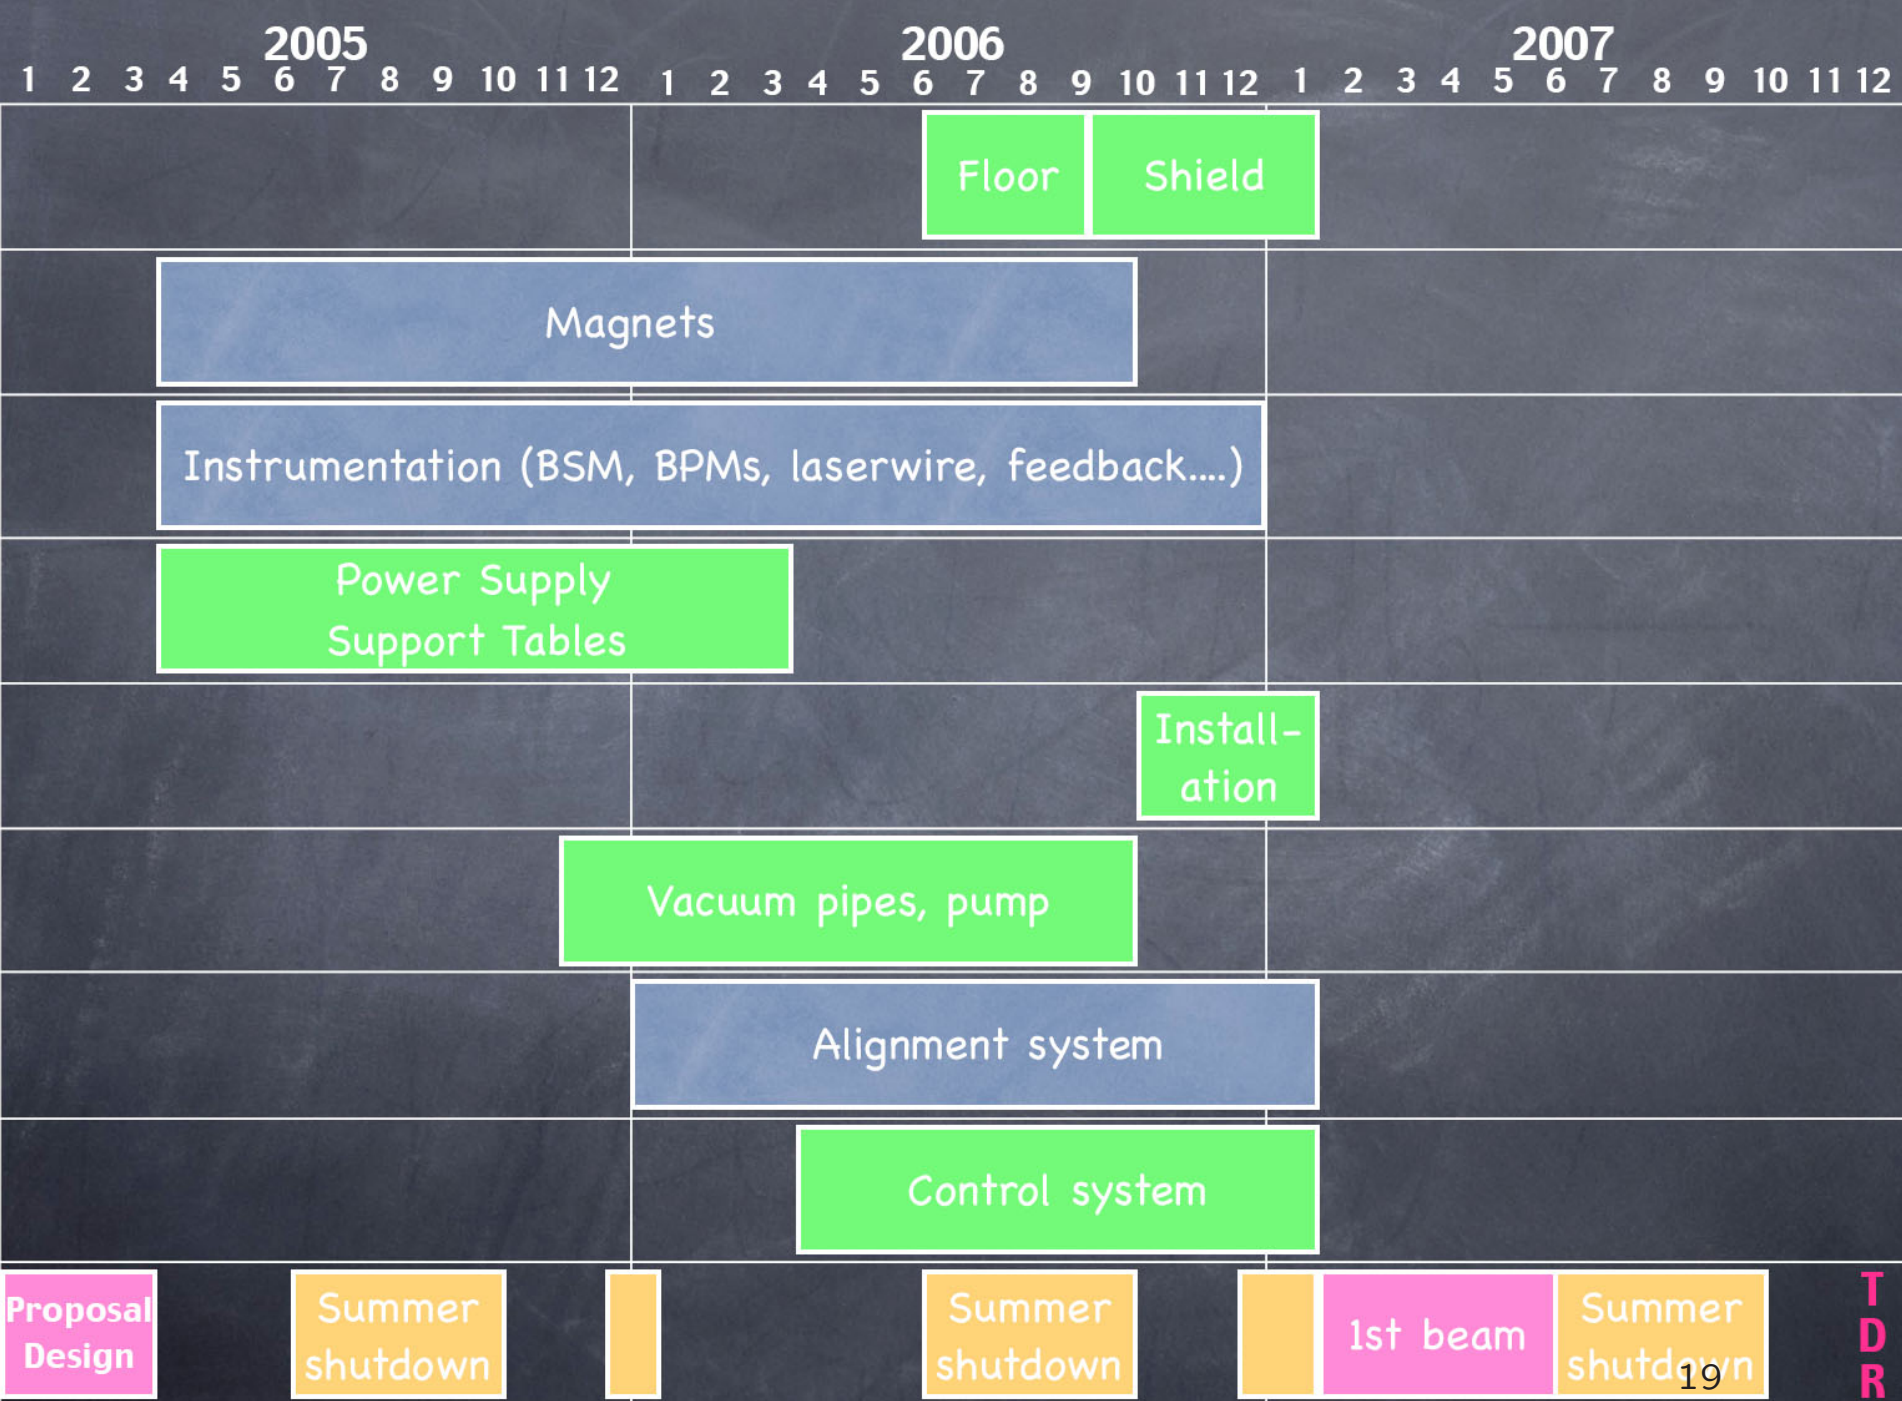 2005 2006 2007
1 2 3 4 5 6 7 8 9 10 11 12 1 2 3 4 5 6 7 8 9 10 11 12 1 2 3 4 5 6 7 8 9 10 11 12
Floor Shield
Magnets
Instrumentation (BSM, BPMs, laserwire, feedback....)
Power Supply
Support Tables
Install-
ation
Vacuum pipes, pump
Alignment system
Control system
Proposal
Design
Summer
shutdown
Summer
shutdown
1st beam
Summer
shutdown
T
D
R
19